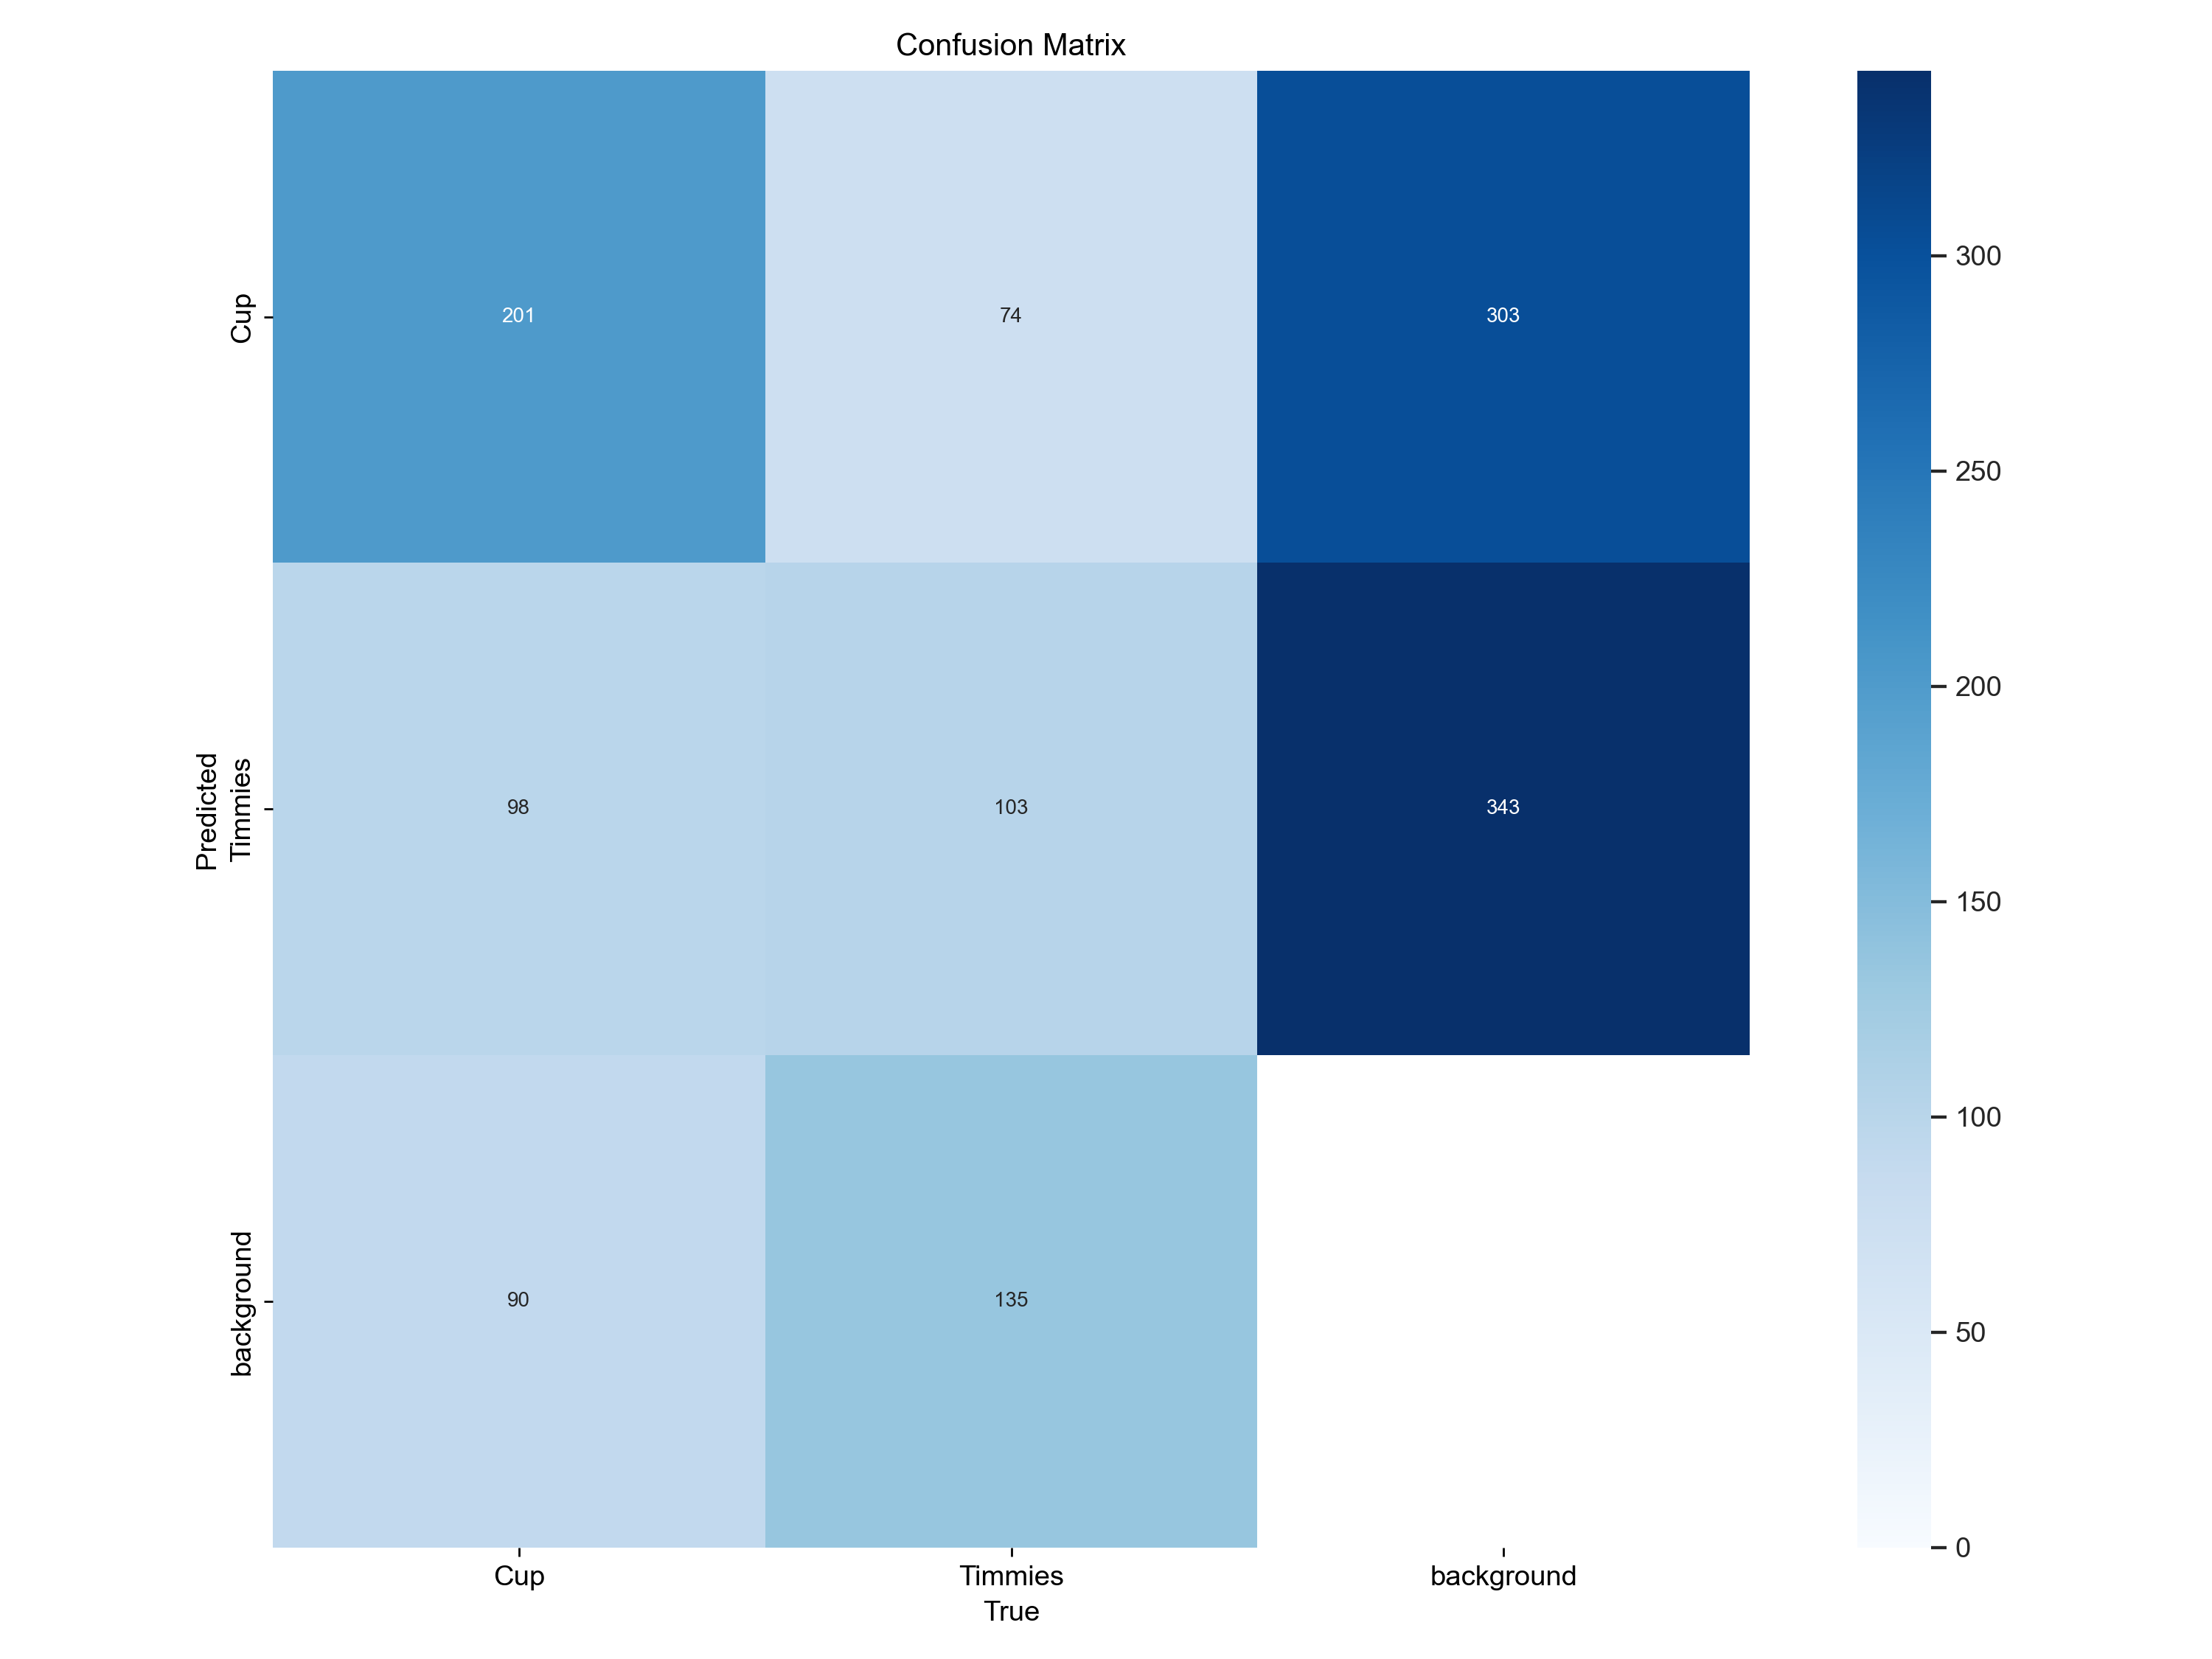 Confusion Matrix
Cup
201
74
303
Predicted
Timmies
98
103
343
background
90
135
Cup
Timmies
background
True
300
250
200
150
100
50
0